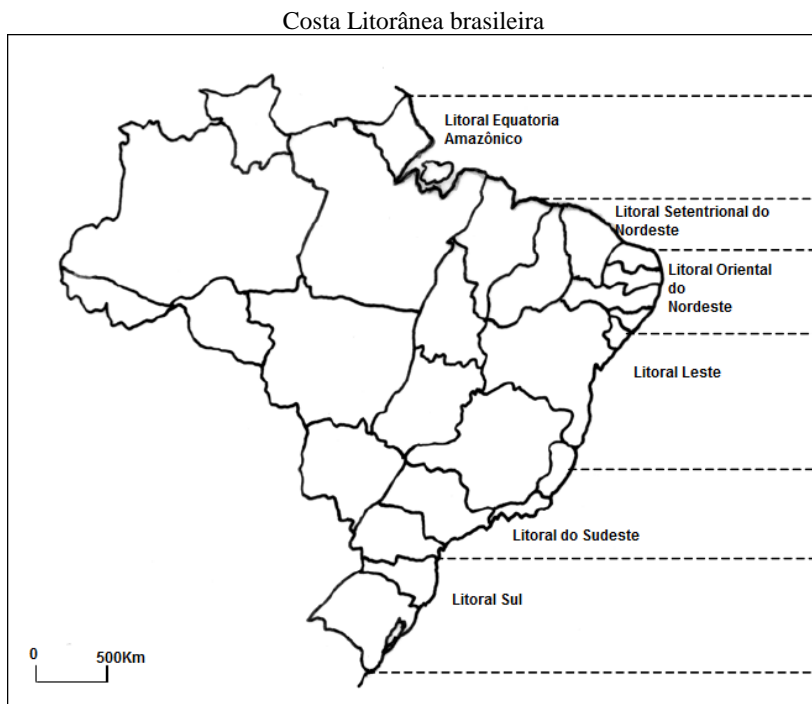 Costa Litorânea brasileira
Litoral Equatoria
Amazônico
Litoral Setentrional do
Nordeste
Litoral Oriental
do
Nordeste
Litoral Leste
Litoral do Sudeste
Litoral Sul
0 500Km